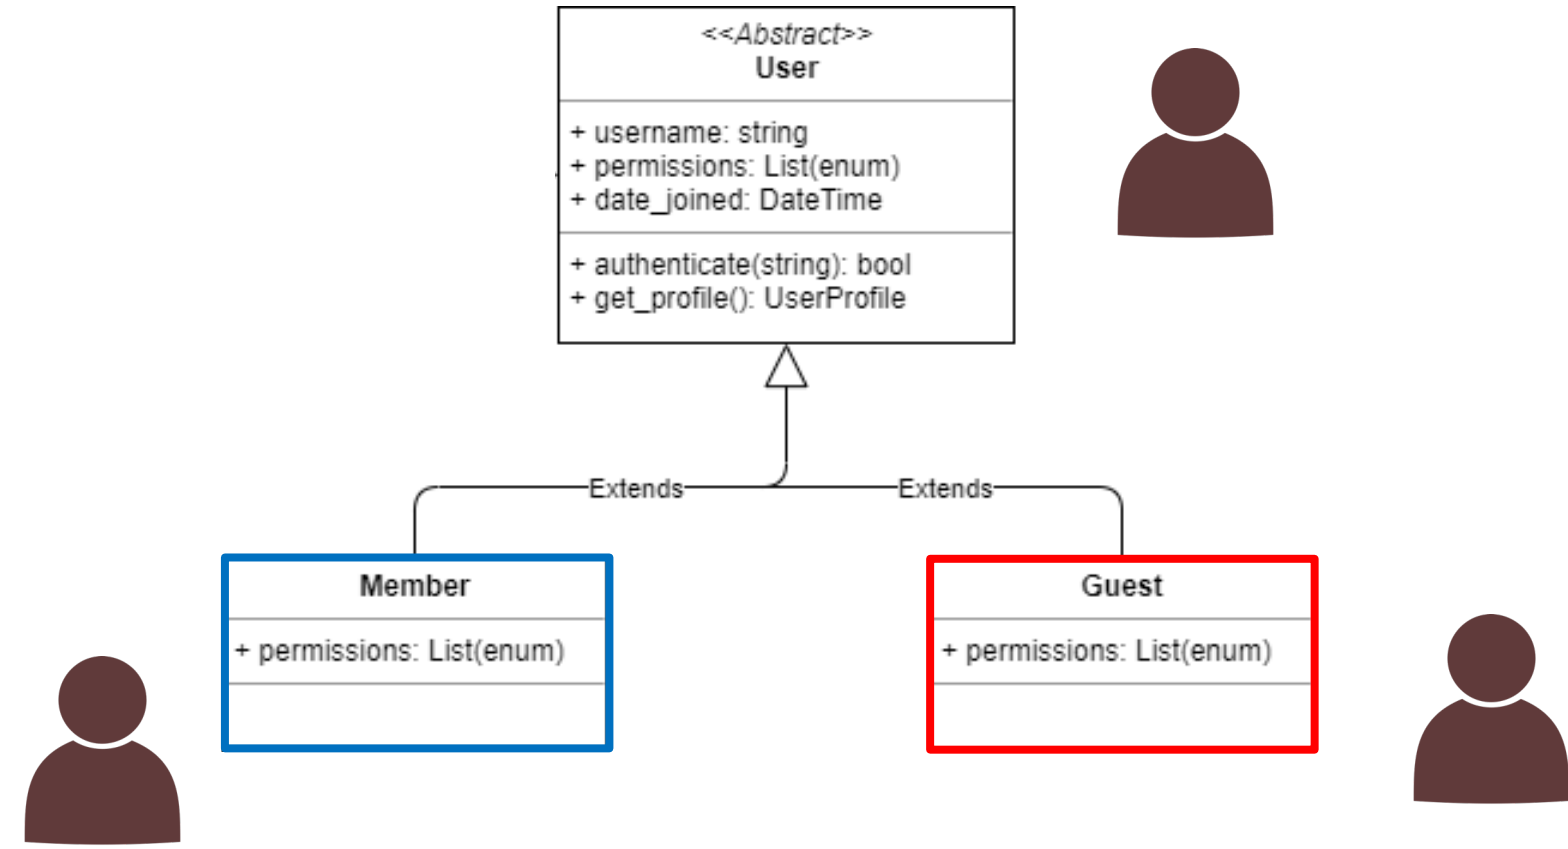 <<Abstract>>
User
+ username: string
+ permissions: List(enum)
+ date_joined: DateTime
+ authenticate(string): bool
+ get_profile(): UserProfile
Extends
Extends
Member
+ permissions: List(enum)
Guest
+ permissions: List(enum)